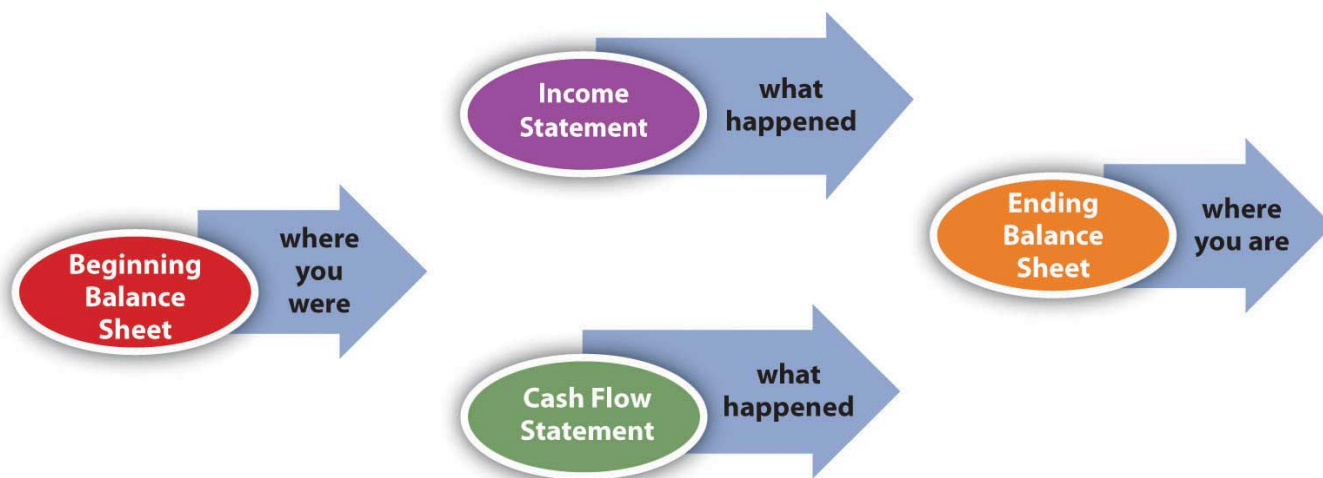 Beginning
Balance
Sheet
where
you
were
Income
Statement
what
happened
Cash Flow
Statement
what
happened
Ending
Balance
Sheet
where
you are